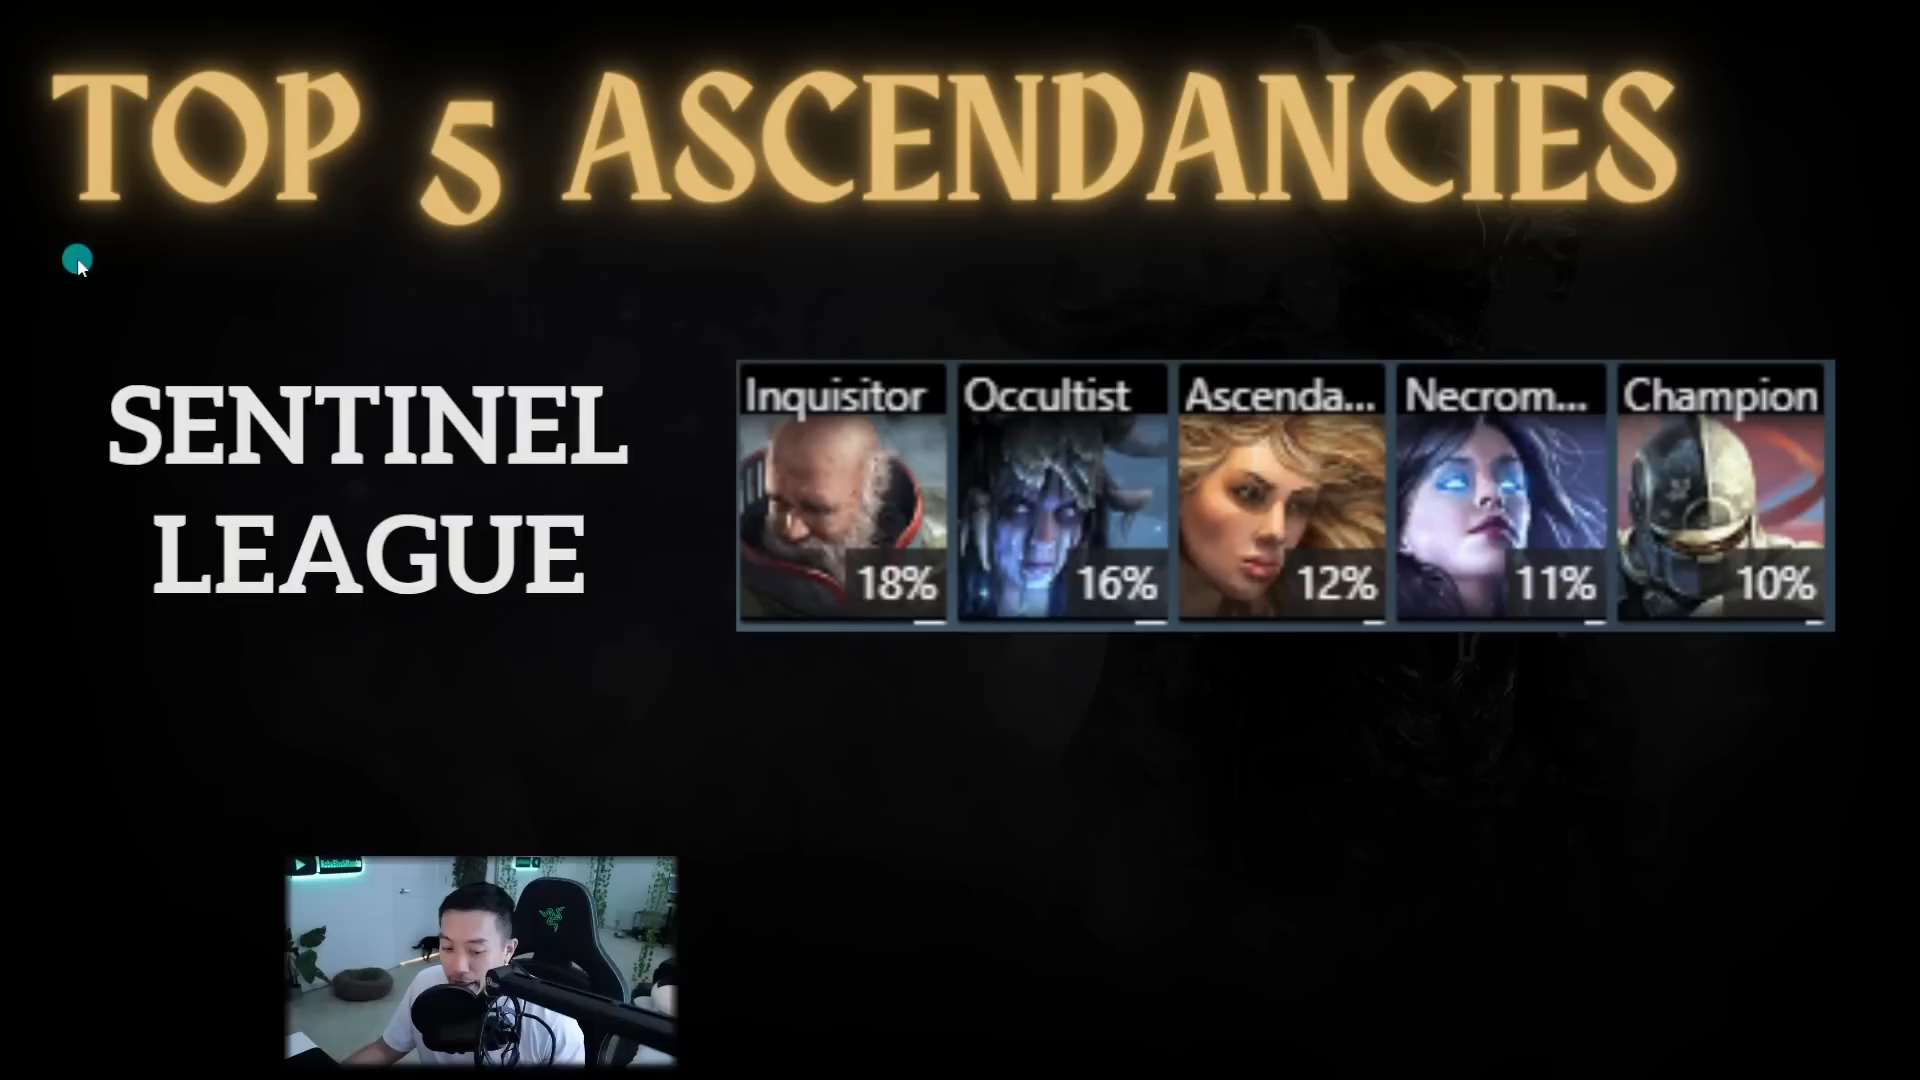 TOP 5 ASCENDANCIES
SENTINEL
LEAGUE
Inquisitor Occultist Ascenda... Necrom... Champion
18% 16% 12% 11% 10%